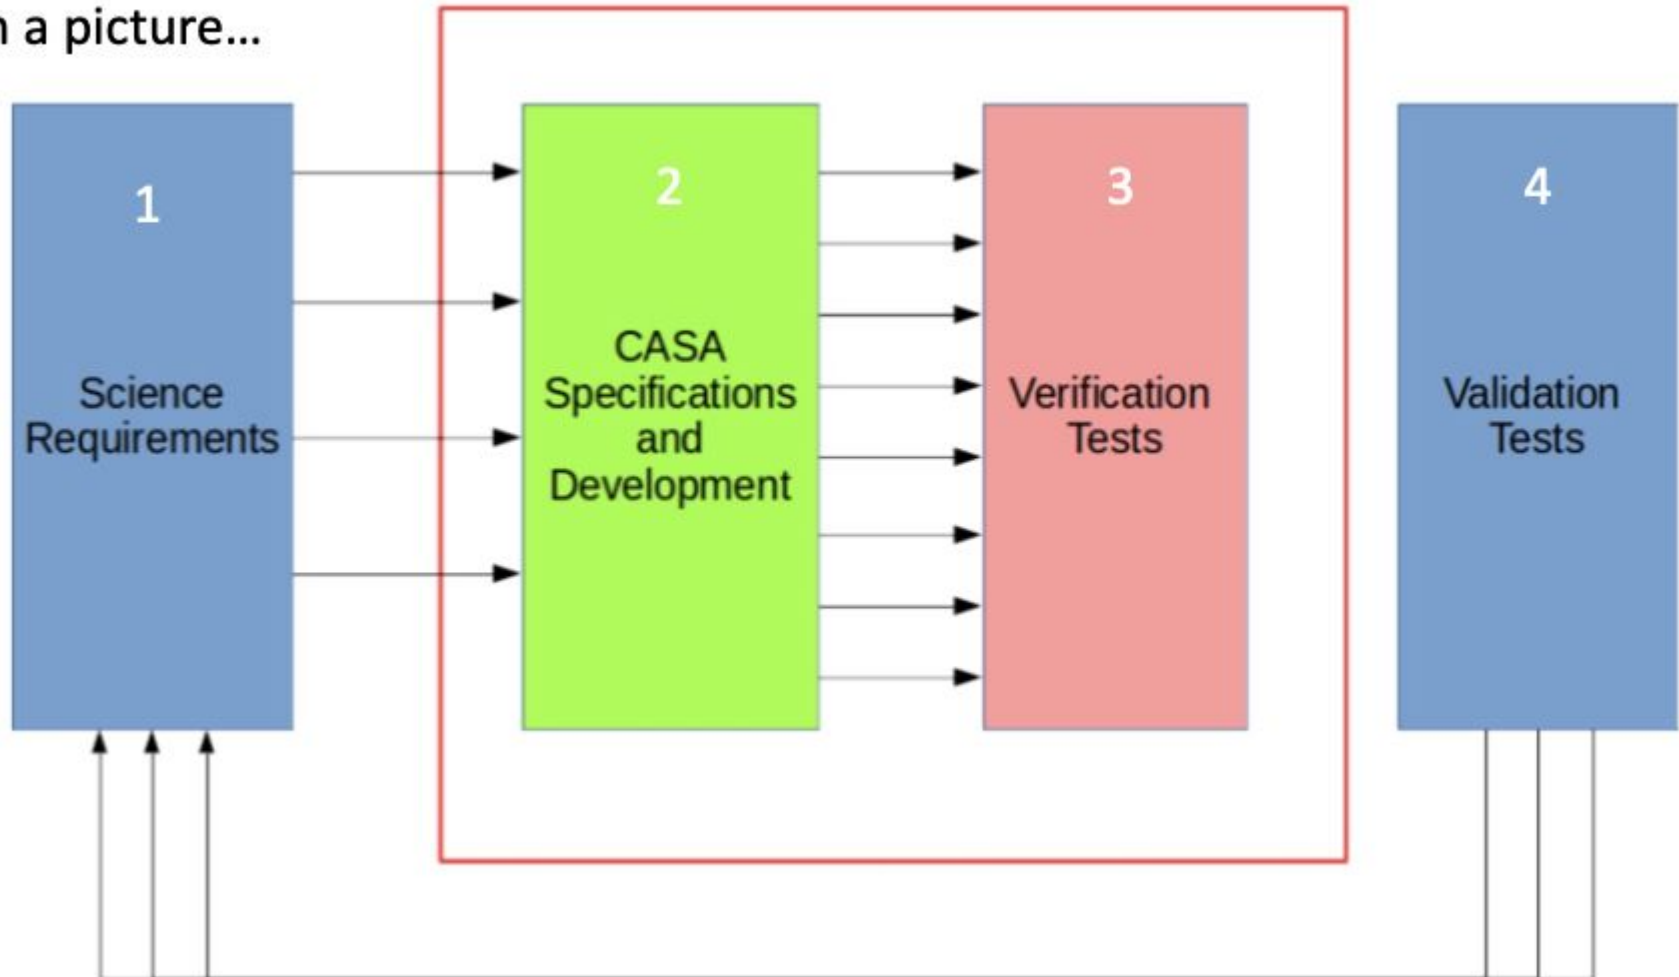 a picture...
1
2
3
4
Science
Requirements
CASA
Specifications
and
Development
Verification
Tests
Validation
Tests